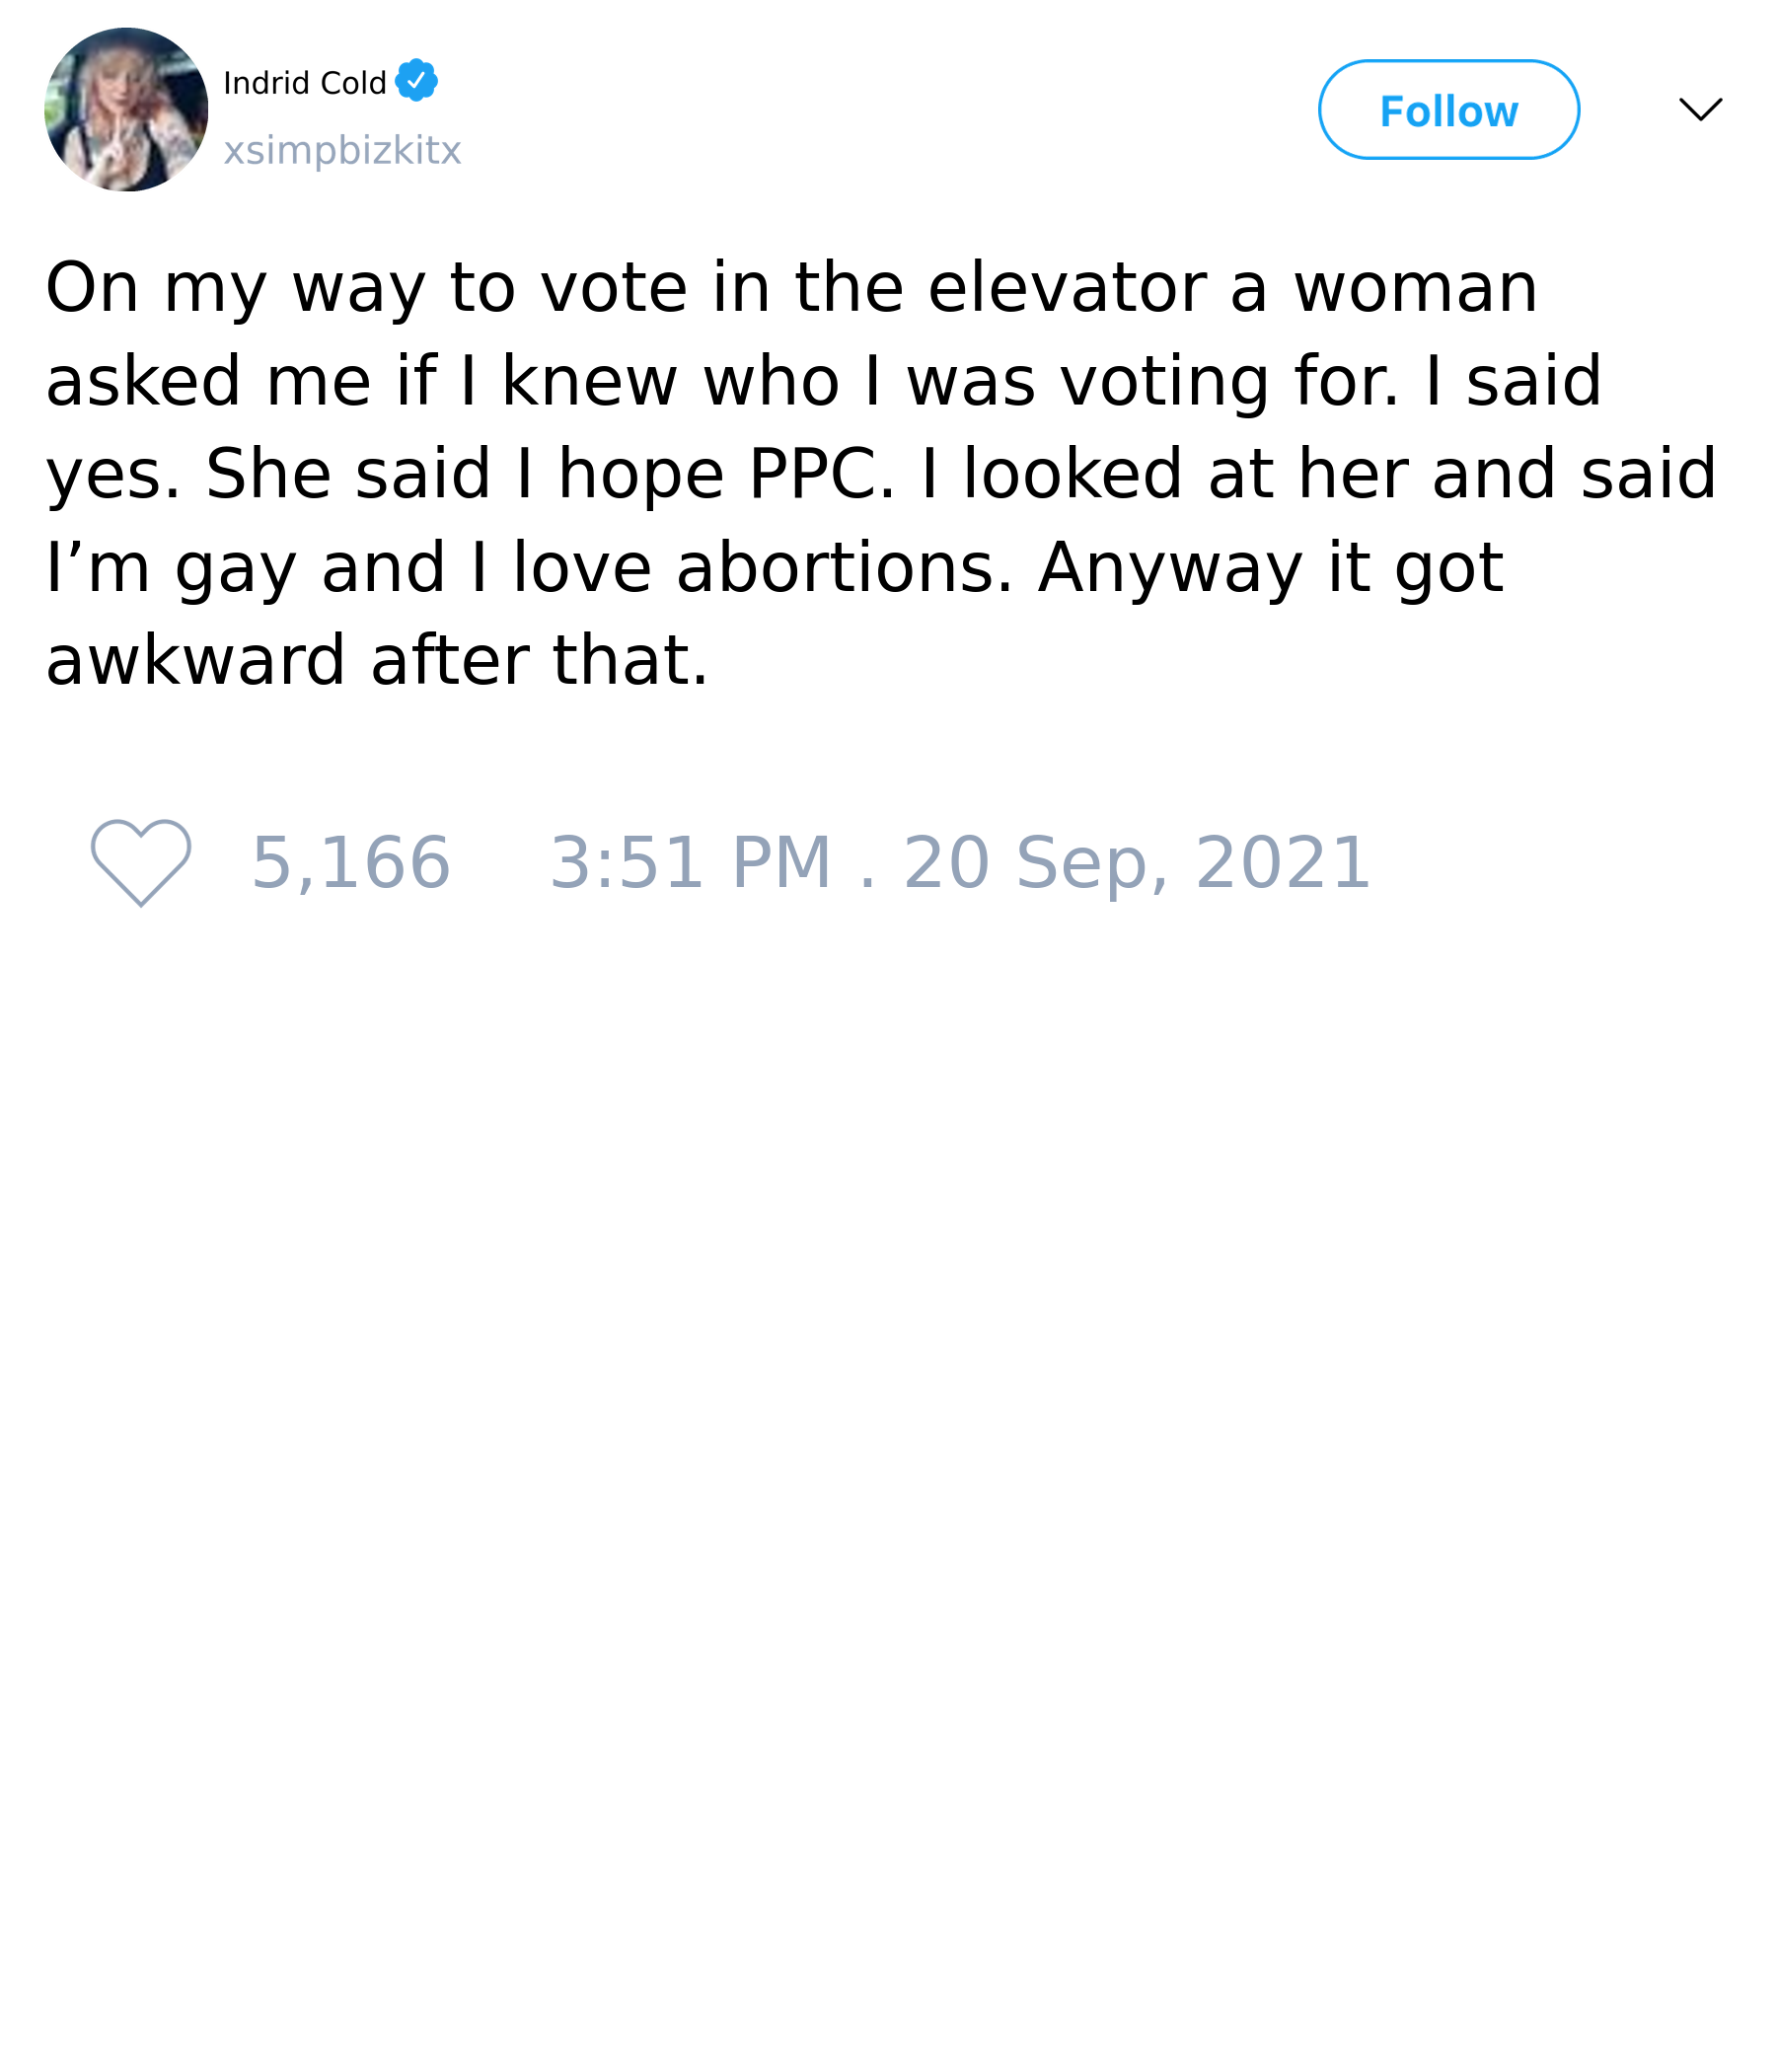 Indrid Cold
xsimpbizkitx
Follow
On my way to vote in the elevator a woman
asked me if I knew who I was voting for. I said
yes. She said I hope PPC. I looked at her and said
I’m gay and I love abortions. Anyway it got
awkward after that.
5,166 3:51 PM . 20 Sep, 2021